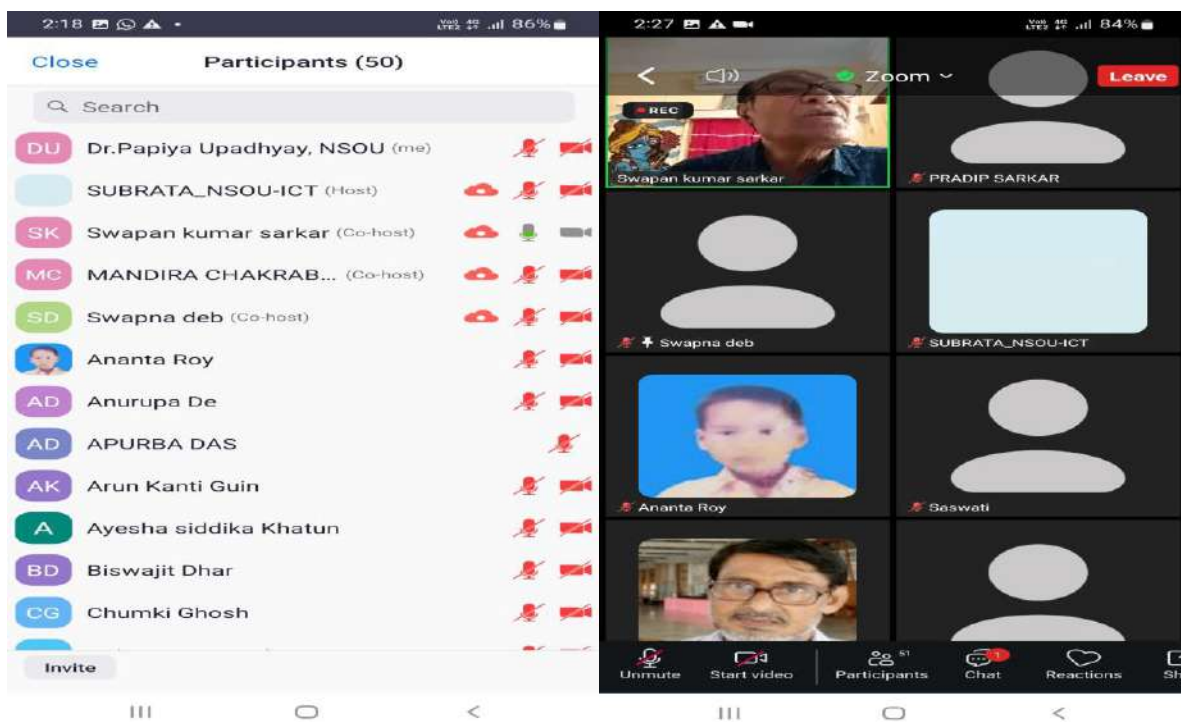 2:18
86%
Close
Participants (50)
Search
DU Dr.Papiya Upadhyay, NSOU (me)
SUBRATA_NSOU-ICT (Host)
SK Swapan kumar sarkar (Co-host)
MC MANDIRA CHAKRAB... (Co-host)
SD Swapna deb (Co-host)
Ananta Roy
AD Anurupa De
AD APURBA DAS
AK Arun Kanti Guin
A Ayesha siddika Khatun
BD Biswajit Dhar
CG Chumki Ghosh
Invite
2:27
84%
Zoom
Leave
REC
Swapan kumar sarkar
PRADIP SARKAR
Swapna deb
SUBRATA_NSOU-ICT
Ananta Roy
Saswati
51
1
Unmute Start video Participants Chat Reactions Sh